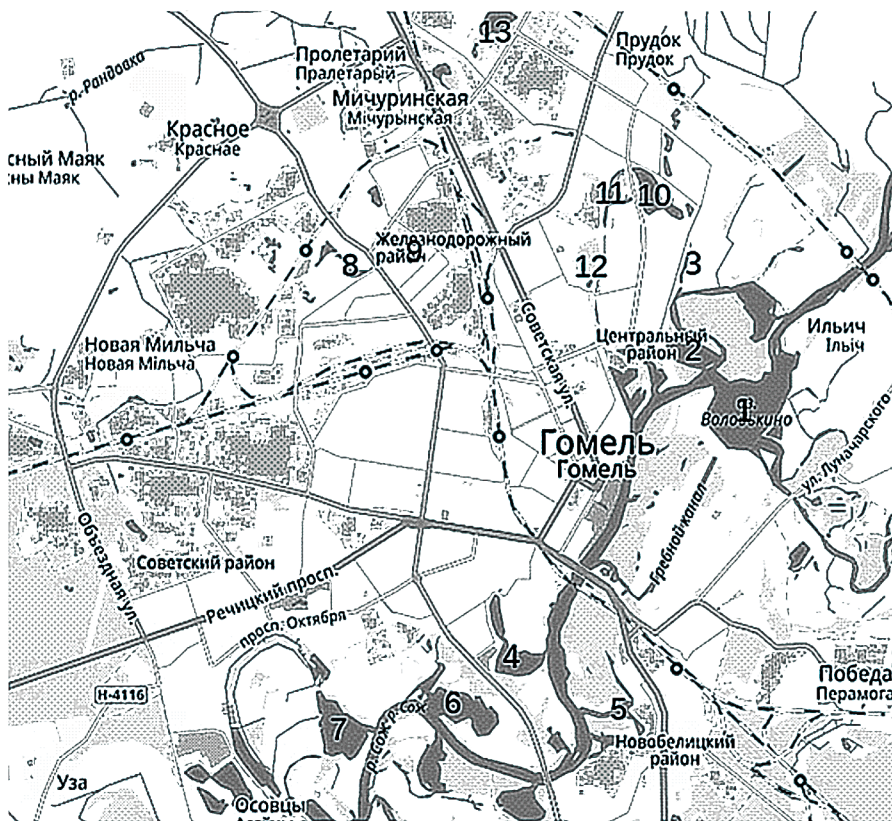 13
Прудок
Прудок
Пролетарий
Пралетарый
р. Рандовка
Мичуринская
Мічурынская
Красное
Краснае
сный Маяк
сны Маяк
11
10
Железнодорожный
район
9
8
12
3
Советская ул.
Центральный
район
2
Ильич
Ільіч
Новая Мильча
Новая Мільча
1
ул. Луначарского
Гомель
Гомель
Гребной канал
Объездная ул.
Советский район
Речицкий просп.
просп. Октября
4
Победа
Перамога
Н-4116
6
5
7
р. Сож
р. Сож
Новобелицкий
район
Уза
Осовцы